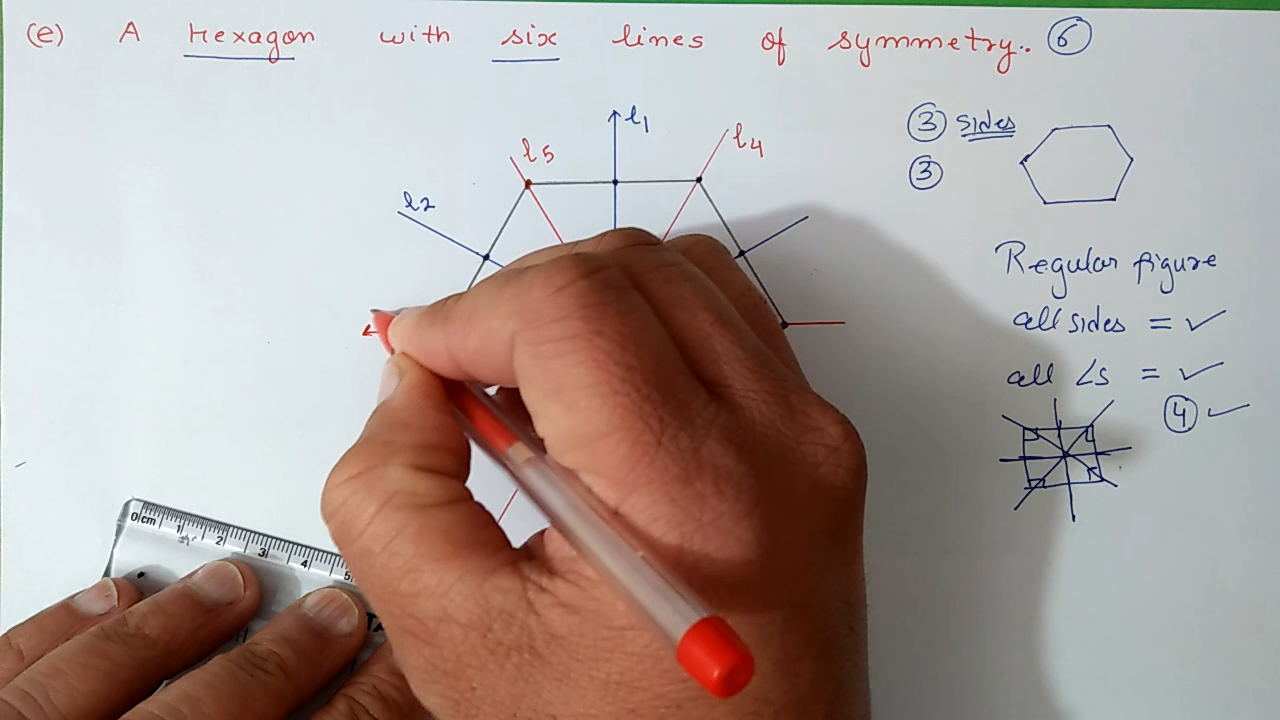 (e) A Hexagon with six lines of symmetry.. 6
l1
l5
l4
l2
3 sides
3
Regular figure
all sides = ✓
all ∠s = ✓
4 ✓
0 cm 1 2 3 4 5